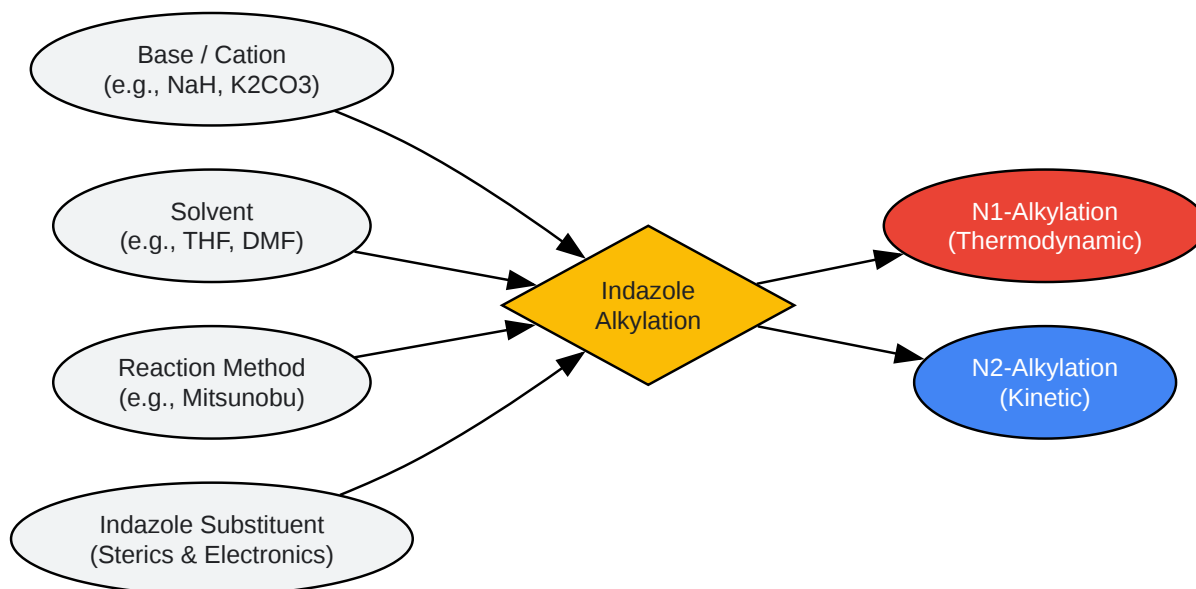 Base / Cation
(e.g., NaH, K2CO3)
Solvent
(e.g., THF, DMF)
Reaction Method
(e.g., Mitsunobu)
Indazole Substituent
(Sterics & Electronics)
Indazole
Alkylation
N1-Alkylation
(Thermodynamic)
N2-Alkylation
(Kinetic)